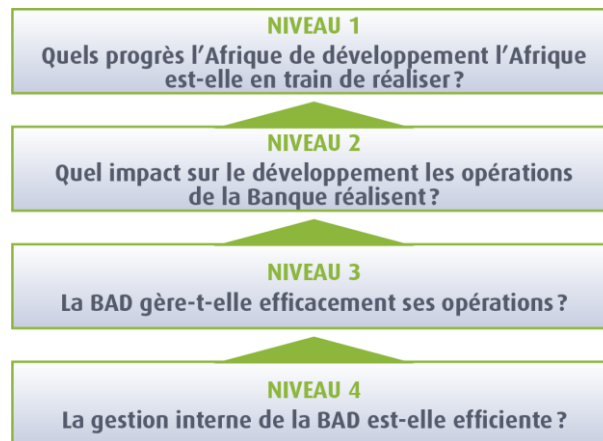 NIVEAU 1
Quels progrès l'Afrique de développement l'Afrique
est-elle en train de réaliser ?
NIVEAU 2
Quel impact sur le développement les opérations
de la Banque réalisent ?
NIVEAU 3
La BAD gère-t-elle efficacement ses opérations ?
NIVEAU 4
La gestion interne de la BAD est-elle efficiente ?